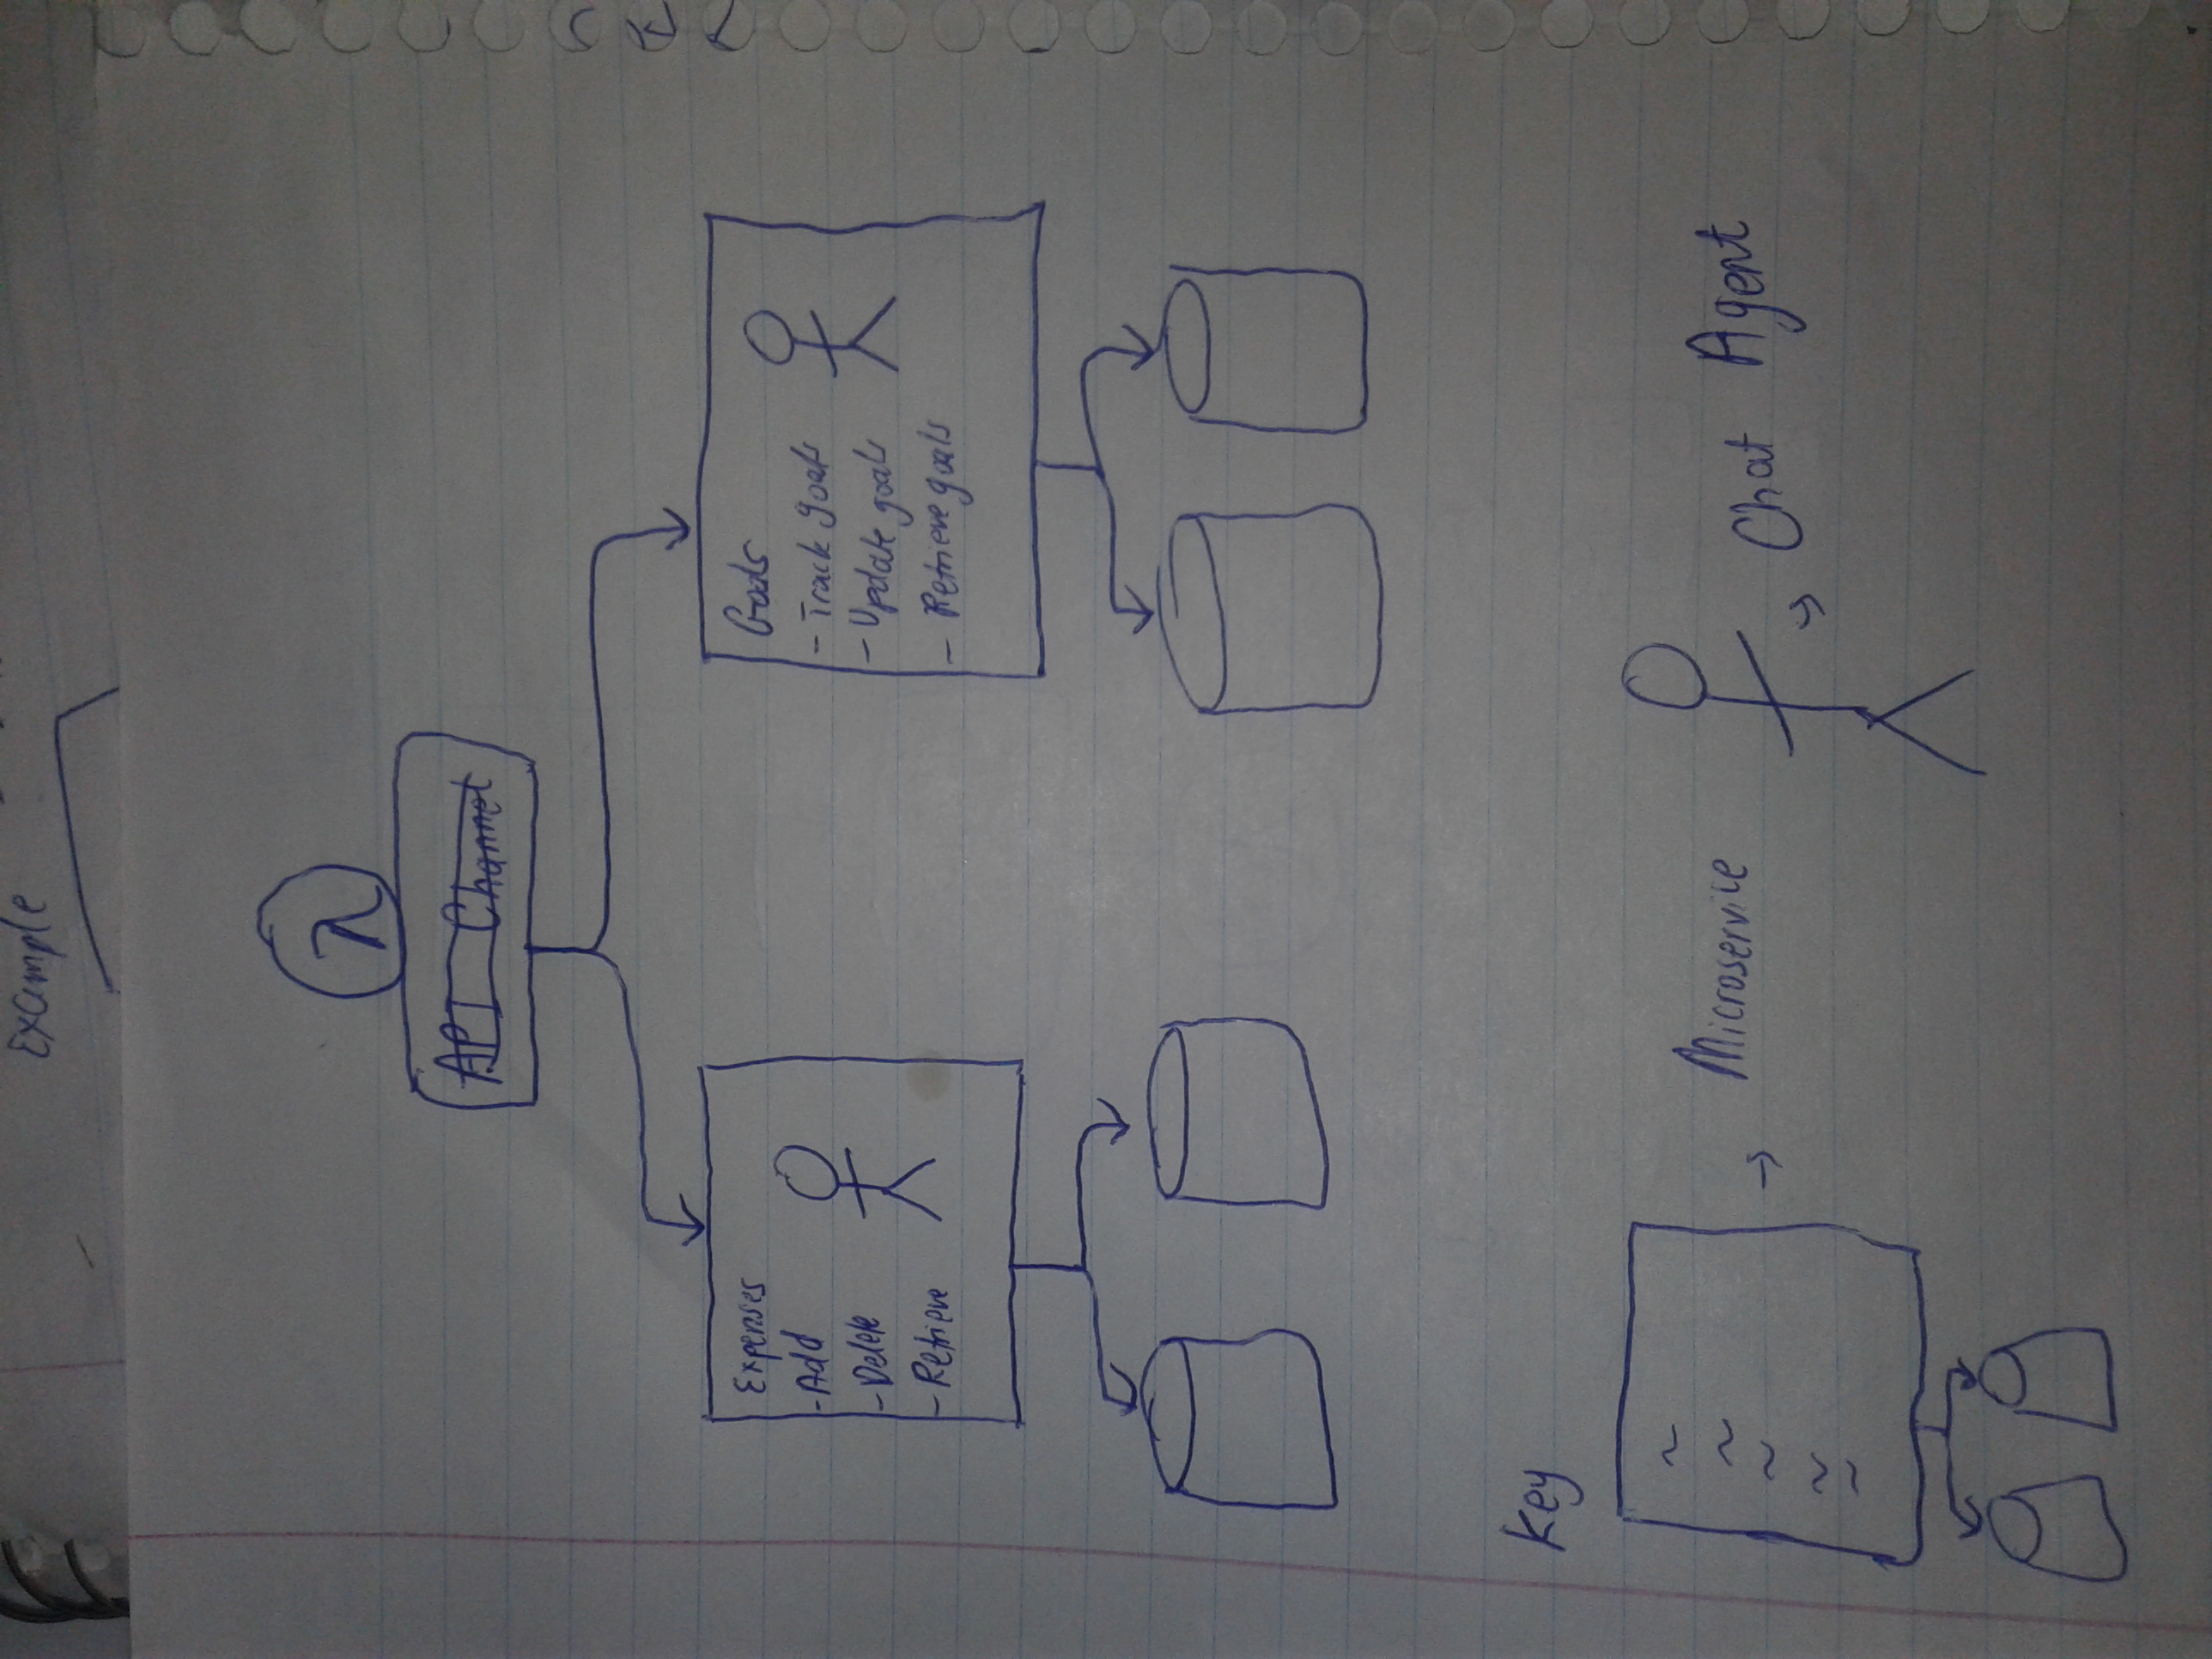 Example
λ
API Channel
Expenses
-Add
-Delete
-Retrieve
Goals
-Track goals
-Update goals
-Retrieve goals
Key
→ Microservice
→ Chat Agent